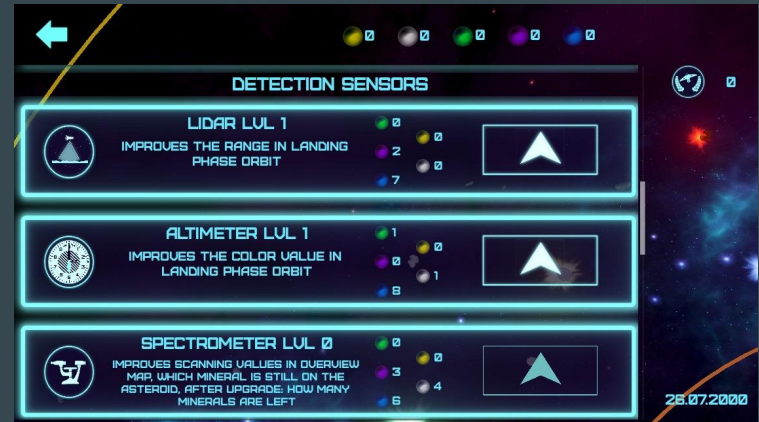 0 0 0 0 0
DETECTION SENSORS
0
LIDAR LVL 1
IMPROVES THE RANGE IN LANDING
PHASE ORBIT
0
0
2
0
7
ALTIMETER LVL 1
IMPROVES THE COLOR VALUE IN
LANDING PHASE ORBIT
1
0
0
1
8
SPECTROMETER LVL 0
IMPROVES SCANNING VALUES IN OVERVIEW
MAP, WHICH MINERAL IS STILL ON THE
ASTEROID, AFTER UPGRADE: HOW MANY
MINERALS ARE LEFT
0
0
3
4
6
26.07.2000